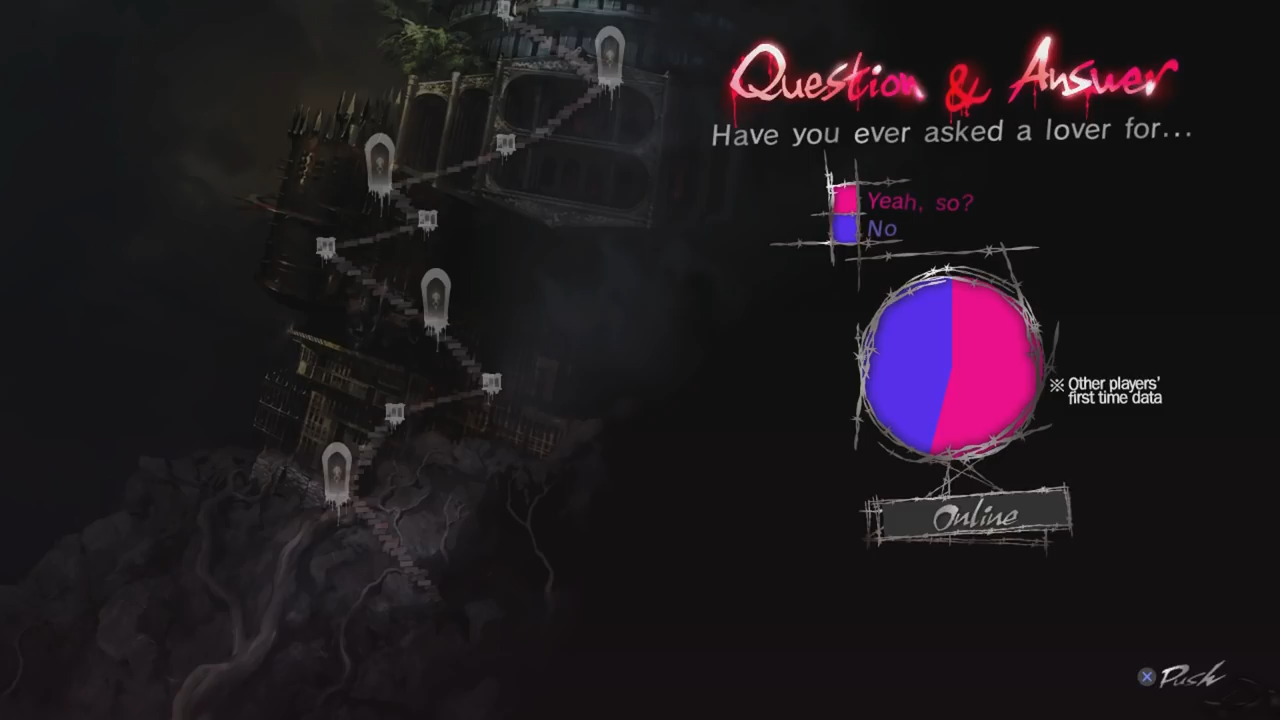 Question & Answer
Have you ever asked a lover for...
Yeah, so?
No
※ Other players'
first time data
Online
Push